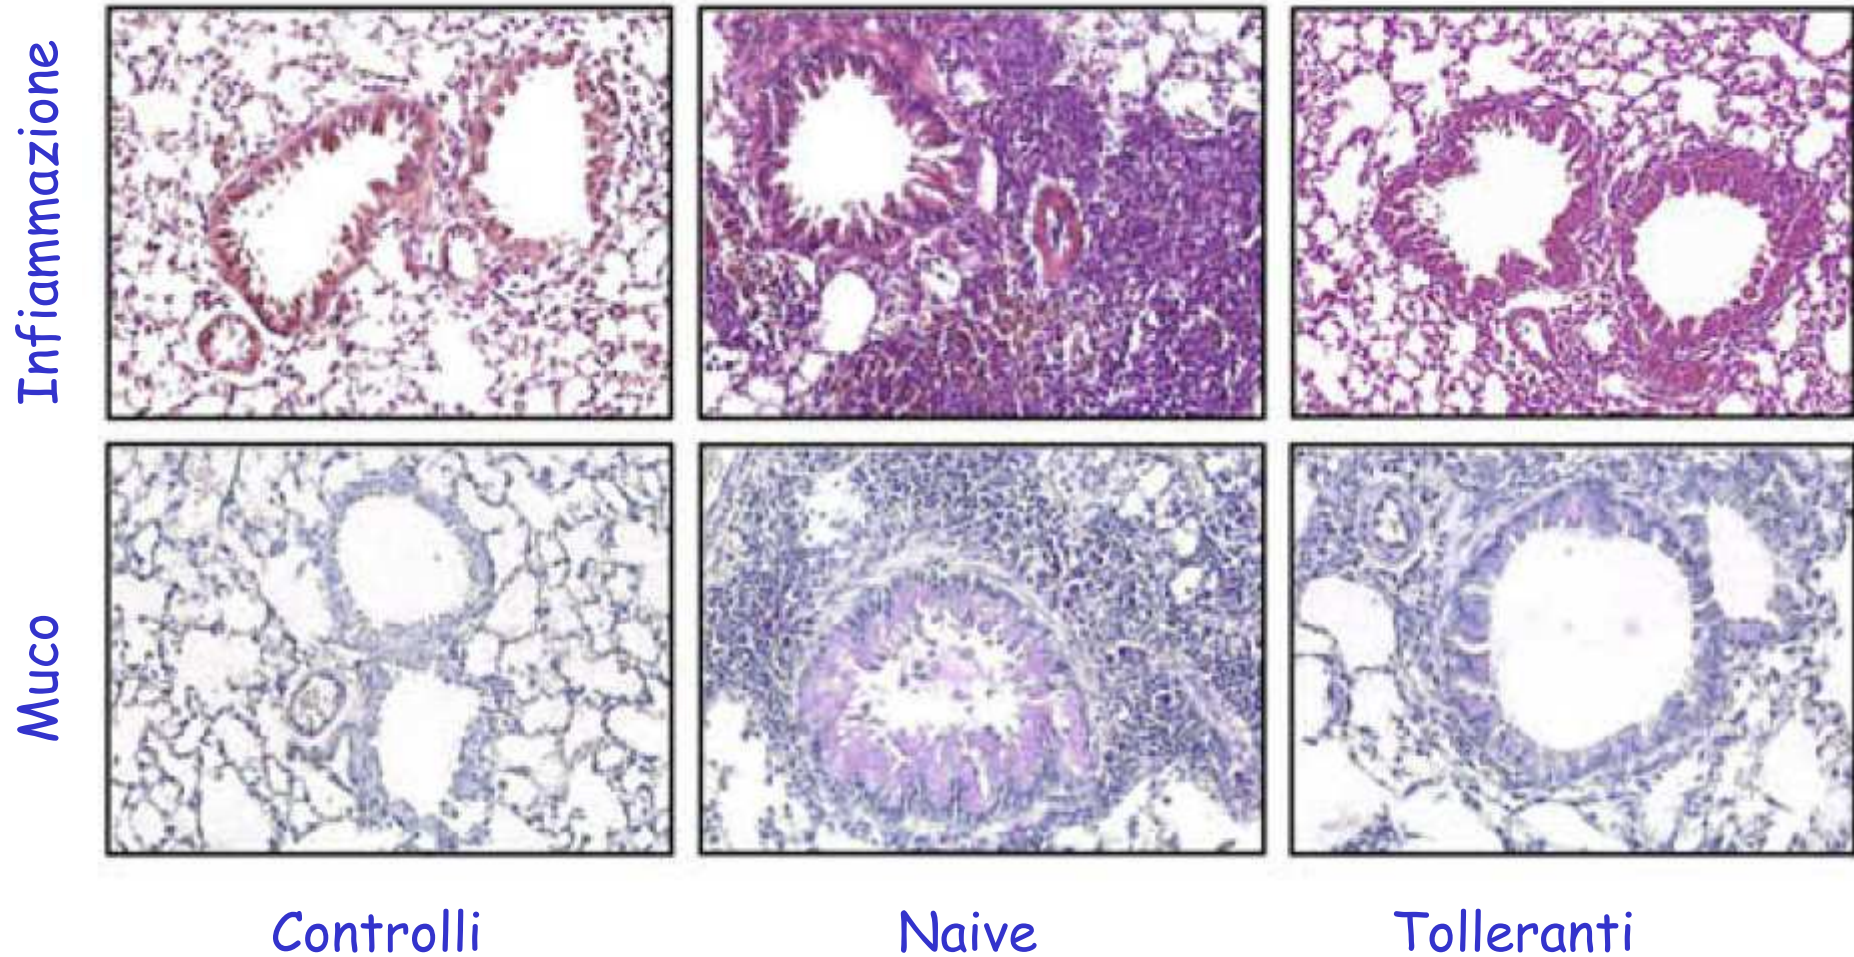 Infiammazione
Muco
Controlli
Naive
Tolleranti